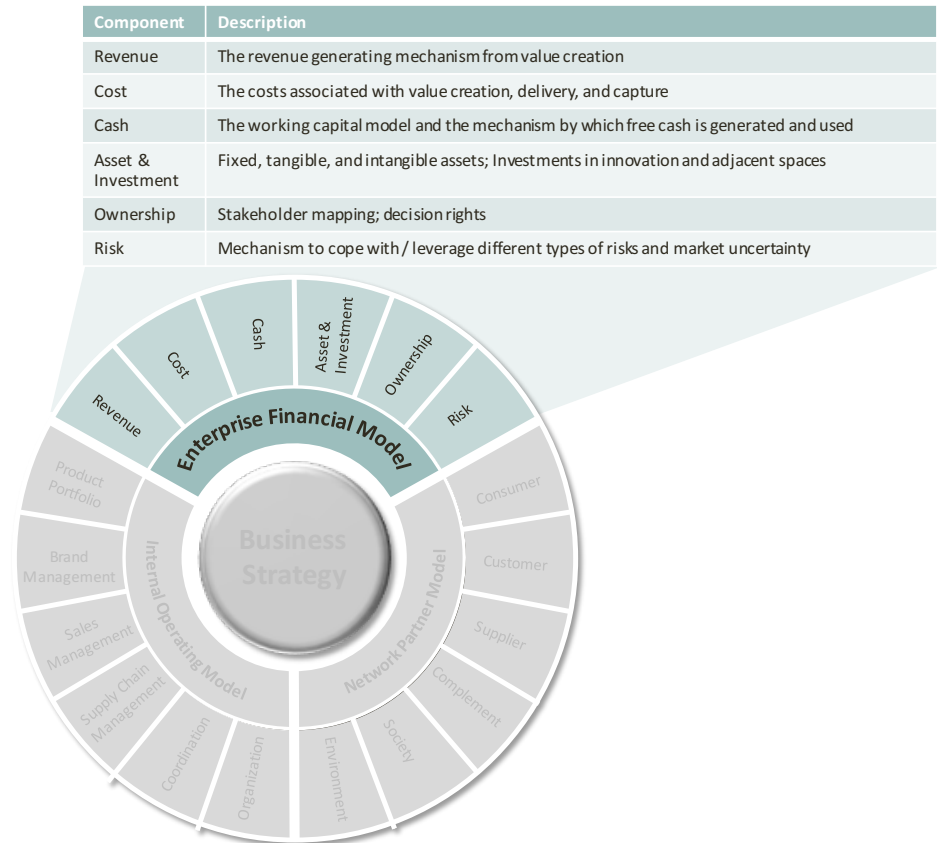 Component Description
Revenue The revenue generating mechanism from value creation
Cost The costs associated with value creation, delivery, and capture
Cash The working capital model and the mechanism by which free cash is generated and used
Asset & Fixed, tangible, and intangible assets; Investments in innovation and adjacent spaces
Investment
Ownership Stakeholder mapping; decision rights
Risk Mechanism to cope with / leverage different types of risks and market uncertainty
Revenue
Cost
Cash
Asset &
Investment
Ownership
Risk
Enterprise Financial Model
Product
Portfolio
Brand
Management
Sales
Management
Supply Chain
Management
Coordination
Organization
Internal Operating Model
Business
Strategy
Network Partner Model
Consumer
Customer
Supplier
Complement
Society
Environment